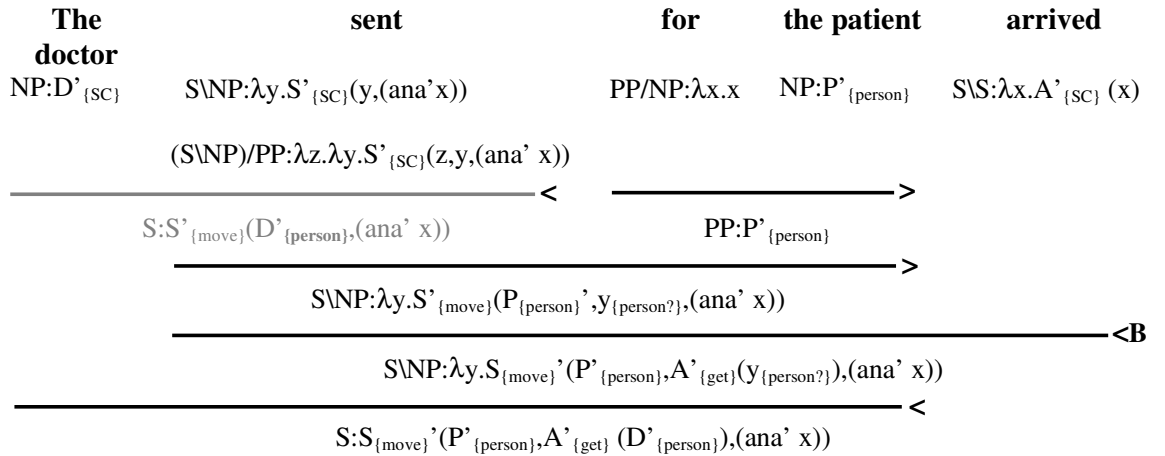 The doctor sent for the patient arrived
NP:D'{SC} S\NP:λy.S'{SC}(y,(ana'x)) PP/NP:λx.x NP:P'{person} S\S:λx.A'{SC} (x)
(S\NP)/PP:λz.λy.S'{SC}(z,y,(ana' x))
< >
S:S'{move}(D'{person},(ana' x)) PP:P'{person}
>
S\NP:λy.S'{move}(P{person}',y{person?},(ana' x))
<B
S\NP:λy.S{move}'(P'{person},A'{get}(y{person?}),(ana' x))
<
S:S{move}'(P'{person},A'{get} (D'{person}),(ana' x))